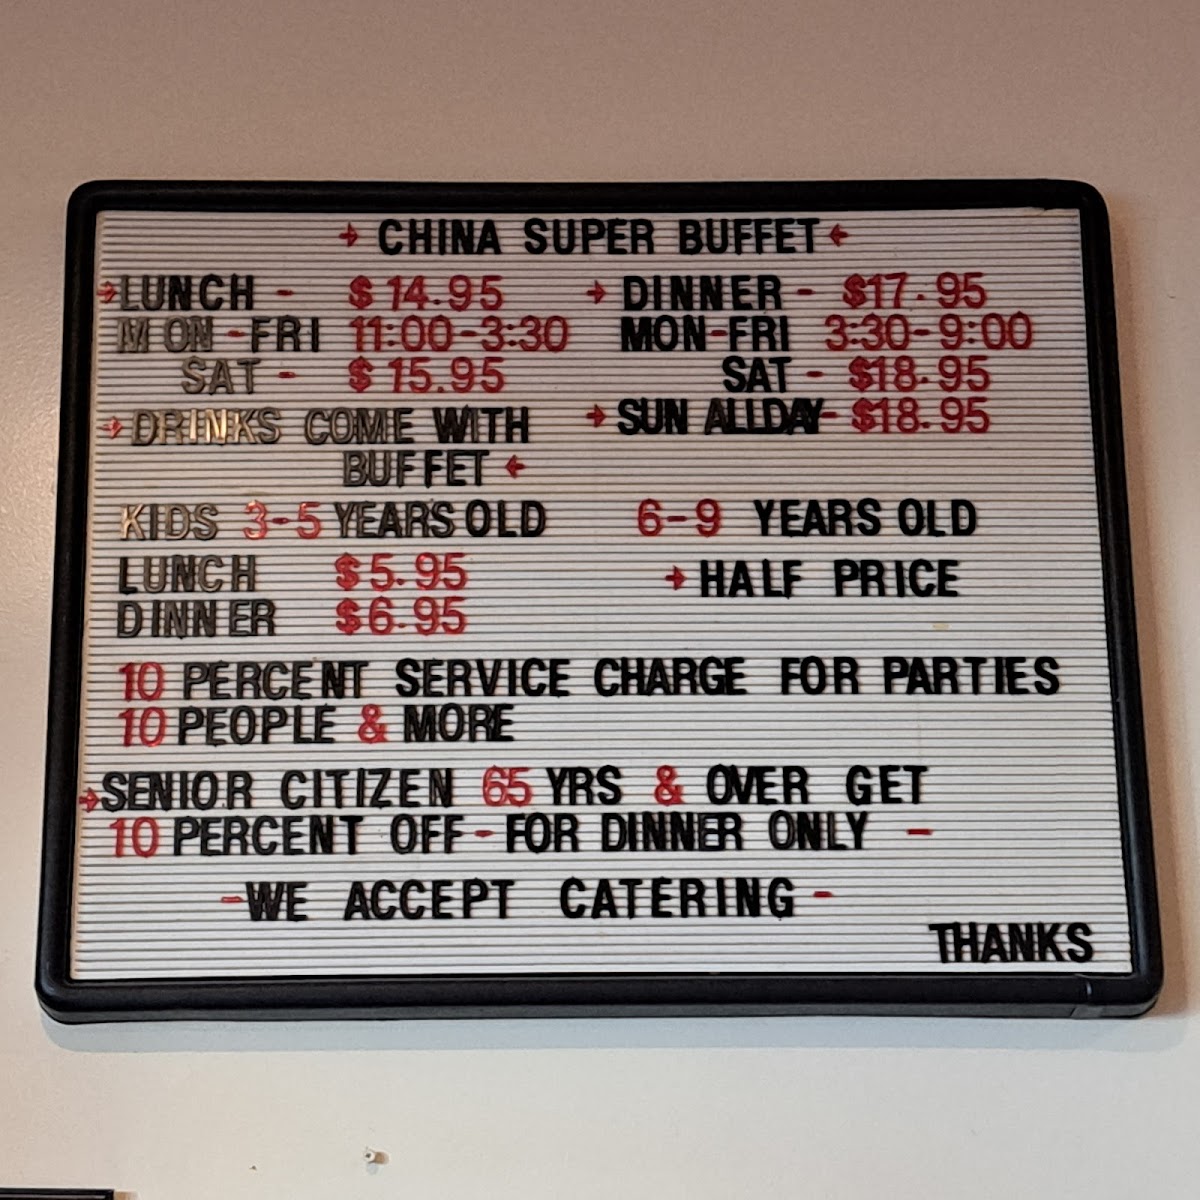 → CHINA SUPER BUFFET ←
→ LUNCH - $14.95 → DINNER - $17.95
MON-FRI 11:00-3:30 MON-FRI 3:30-9:00
SAT - $15.95 SAT - $18.95
→ DRINKS COME WITH → SUN ALLDAY- $18.95
BUFFET ←
KIDS 3-5 YEARS OLD 6-9 YEARS OLD
LUNCH $5.95 → HALF PRICE
DINNER $6.95
10 PERCENT SERVICE CHARGE FOR PARTIES
10 PEOPLE & MORE
→ SENIOR CITIZEN 65 YRS & OVER GET
10 PERCENT OFF - FOR DINNER ONLY -
- WE ACCEPT CATERING -
THANKS